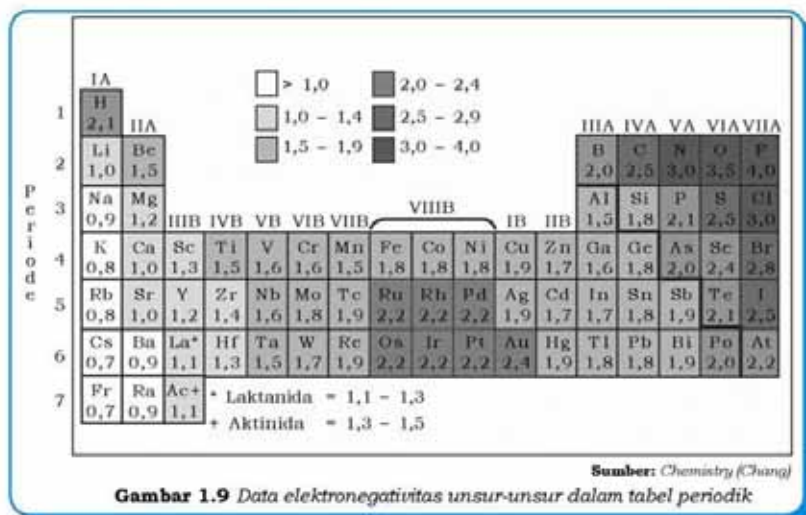 IA
> 1,0 2,0 – 2,4
1 H IIA 1,0 – 1,4 2,5 – 2,9 IIIA IVA VA VIA VIIA
2,1 1,5 – 1,9 3,0 – 4,0
2 Li Be B C N O F
1,0 1,5 2,0 2,5 3,0 3,5 4,0
3 Na Mg Al Si P S Cl
0,9 1,2 IIIB IVB VB VIB VIIB VIIIB IB IIB 1,5 1,8 2,1 2,5 3,0
4 K Ca Sc Ti V Cr Mn Fe Co Ni Cu Zn Ga Ge As Se Br
0,8 1,0 1,3 1,5 1,6 1,6 1,5 1,8 1,8 1,8 1,9 1,7 1,6 1,8 2,0 2,4 2,8
5 Rb Sr Y Zr Nb Mo Tc Ru Rh Pd Ag Cd In Sn Sb Te I
0,8 1,0 1,2 1,4 1,6 1,8 1,9 2,2 2,2 2,2 1,9 1,7 1,7 1,8 1,9 2,1 2,5
6 Cs Ba La* Hf Ta W Re Os Ir Pt Au Hg Tl Pb Bi Po At
0,7 0,9 1,1 1,3 1,5 1,7 1,9 2,2 2,2 2,2 2,4 1,9 1,8 1,8 1,9 2,0 2,2
7 Fr Ra Ac+ * Laktanida = 1,1 – 1,3
0,7 0,9 1,1 + Aktinida = 1,3 – 1,5
Periode
Sumber: Chemistry (Chang)
Gambar 1.9 Data elektronegativitas unsur-unsur dalam tabel periodik